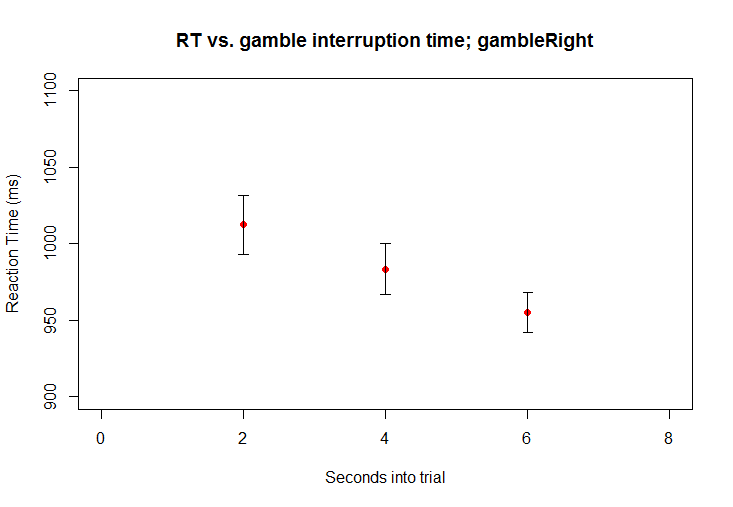 RT vs. gamble interruption time; gambleRight
1100
1050
1000
950
900
Reaction Time (ms)
0 2 4 6 8
Seconds into trial